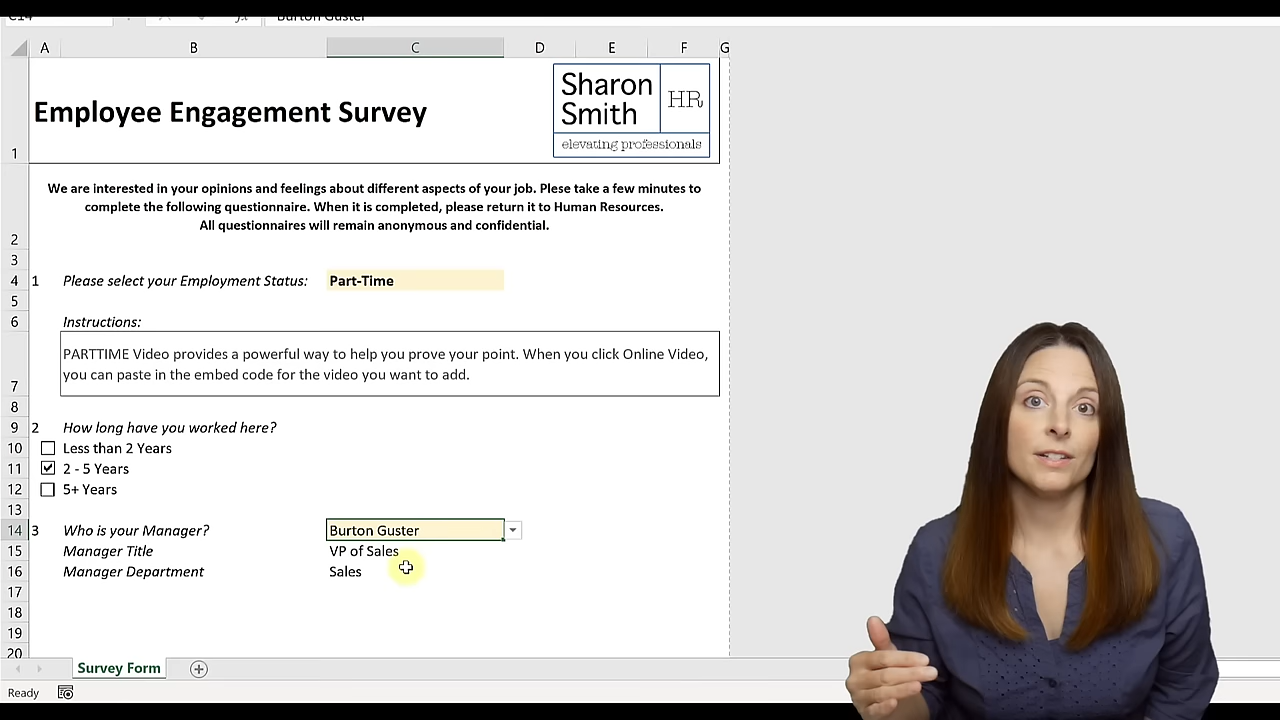 C14 fx Burton Guster
A B C D E F G
Sharon
Smith
HR
elevating professionals
1 Employee Engagement Survey
We are interested in your opinions and feelings about different aspects of your job. Plese take a few minutes to
complete the following questionnaire. When it is completed, please return it to Human Resources.
All questionnaires will remain anonymous and confidential.
2
3
4 1 Please select your Employment Status: Part-Time
5
6 Instructions:
PARTTIME Video provides a powerful way to help you prove your point. When you click Online Video,
7 you can paste in the embed code for the video you want to add.
8
9 2 How long have you worked here?
10 Less than 2 Years
11 2 - 5 Years
12 5+ Years
13
14 3 Who is your Manager? Burton Guster
15 Manager Title VP of Sales
16 Manager Department Sales
17
18
19
20
Survey Form
Ready